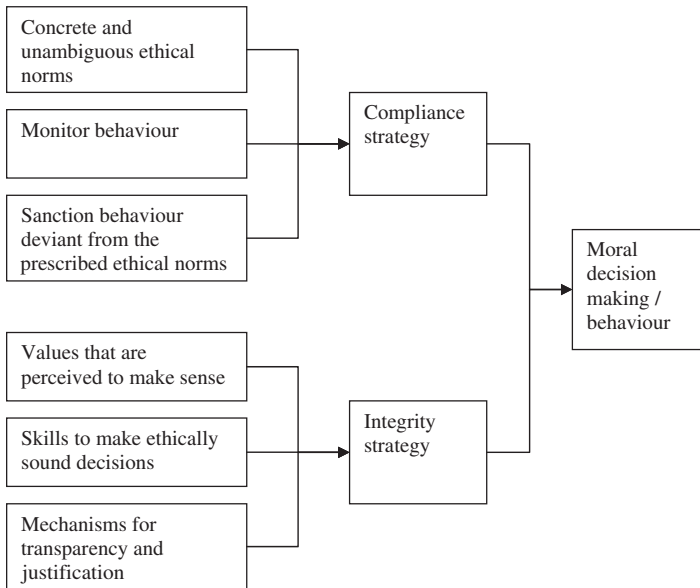 Concrete and
unambiguous ethical
norms
Monitor behaviour
Sanction behaviour
deviant from the
prescribed ethical norms
Compliance
strategy
Values that are
perceived to make sense
Skills to make ethically
sound decisions
Mechanisms for
transparency and
justification
Integrity
strategy
Moral
decision
making /
behaviour